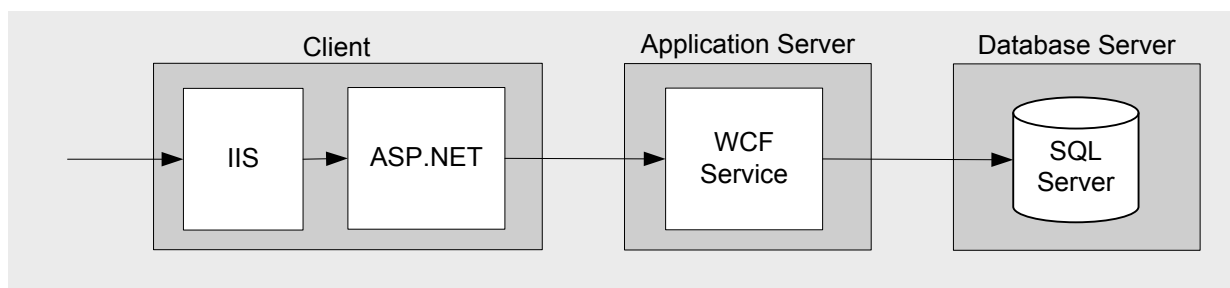 Client
Application Server
Database Server
IIS
ASP.NET
WCF
Service
SQL
Server